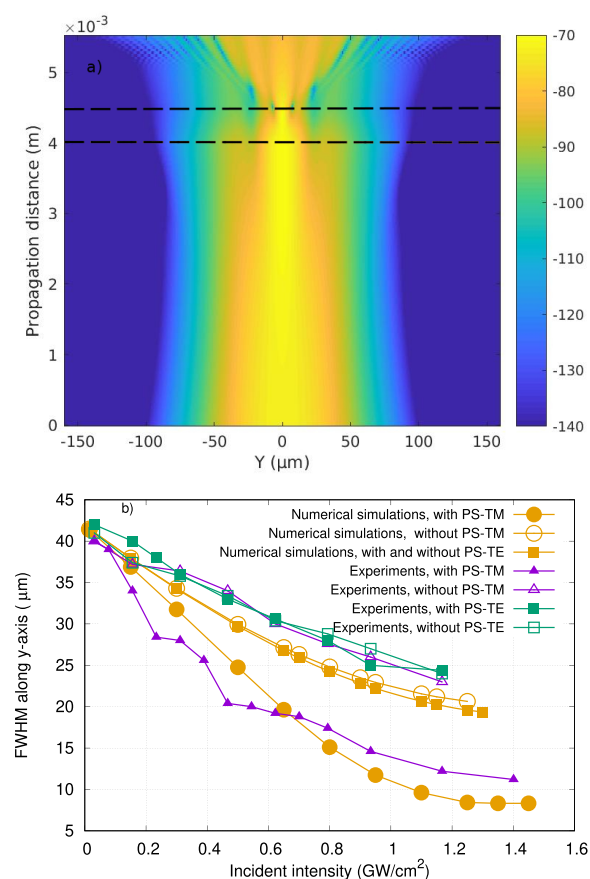 ×10⁻³
a)
5
4
3
2
1
0
Propagation distance (m)
-150 -100 -50 0 50 100 150
Y (μm)
-70
-80
-90
-100
-110
-120
-130
-140
b)
45
40
35
30
25
20
15
10
5
FWHM along y-axis ( μm)
Numerical simulations, with PS-TM
Numerical simulations, without PS-TM
Numerical simulations, with and without PS-TE
Experiments, with PS-TM
Experiments, without PS-TM
Experiments, with PS-TE
Experiments, without PS-TE
0 0.2 0.4 0.6 0.8 1 1.2 1.4 1.6
Incident intensity (GW/cm²)